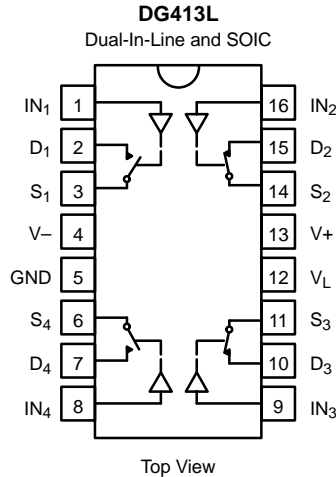 DG413L
Dual-In-Line and SOIC
IN1 1 16 IN2
D1 2 15 D2
S1 3 14 S2
V– 4 13 V+
GND 5 12 VL
S4 6 11 S3
D4 7 10 D3
IN4 8 9 IN3
Top View